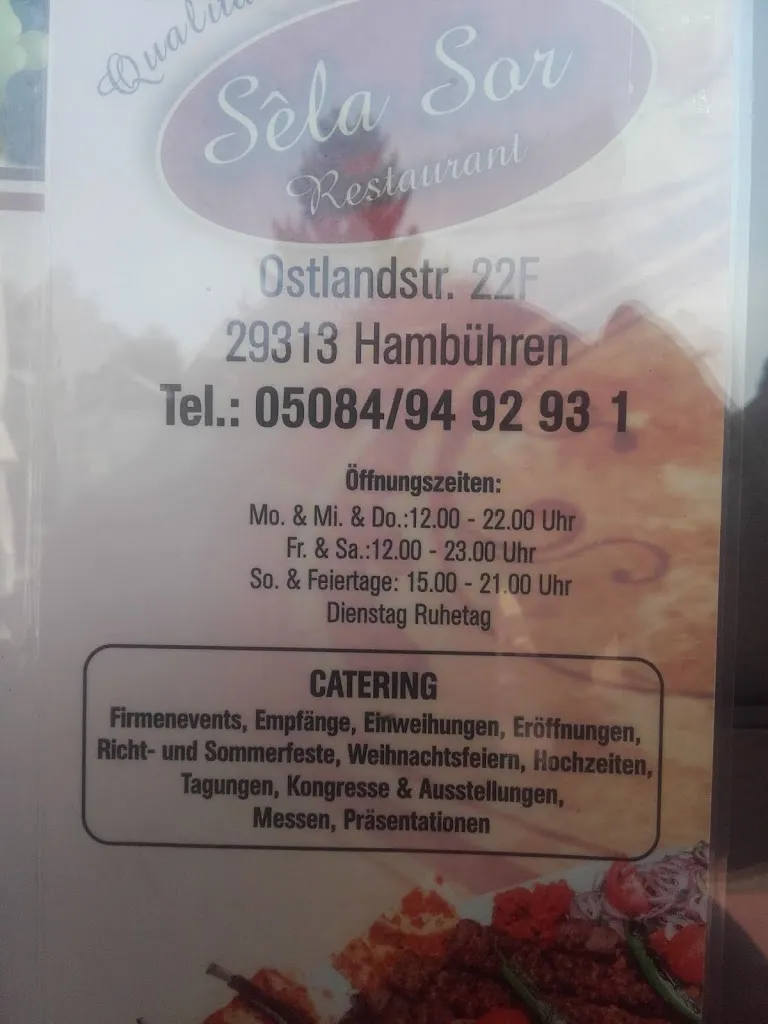 Sêla Sor
Restaurant
Ostlandstr. 22F
29313 Hambühren
Tel.: 05084/94 92 93 1
Öffnungszeiten:
Mo. & Mi. & Do.:12.00 - 22.00 Uhr
Fr. & Sa.:12.00 - 23.00 Uhr
So. & Feiertage: 15.00 - 21.00 Uhr
Dienstag Ruhetag
CATERING
Firmenevents, Empfänge, Einweihungen, Eröffnungen,
Richt- und Sommerfeste, Weihnachtsfeiern, Hochzeiten,
Tagungen, Kongresse & Ausstellungen,
Messen, Präsentationen